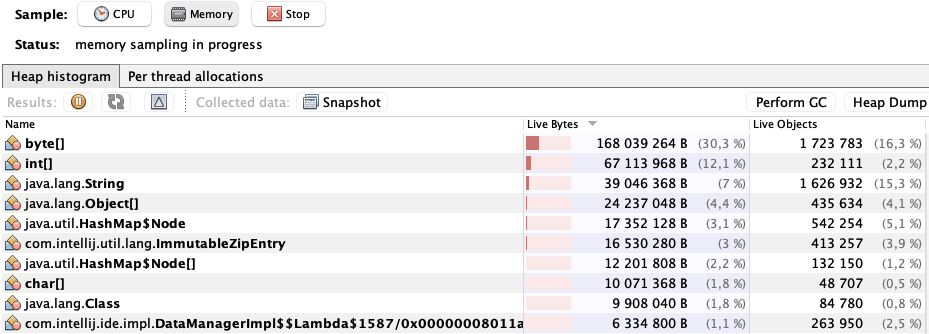 Sample: CPU Memory Stop
Status: memory sampling in progress
Heap histogram Per thread allocations
Results: Collected data: Snapshot Perform GC Heap Dump
Name Live Bytes Live Objects
byte[] 168 039 264 B (30,3 %) 1 723 783 (16,3 %)
int[] 67 113 968 B (12,1 %) 232 111 (2,2 %)
java.lang.String 39 046 368 B (7 %) 1 626 932 (15,3 %)
java.lang.Object[] 24 237 048 B (4,4 %) 435 634 (4,1 %)
java.util.HashMap$Node 17 352 128 B (3,1 %) 542 254 (5,1 %)
com.intellij.util.lang.ImmutableZipEntry 16 530 280 B (3 %) 413 257 (3,9 %)
java.util.HashMap$Node[] 12 201 808 B (2,2 %) 132 150 (1,2 %)
char[] 10 071 368 B (1,8 %) 48 707 (0,5 %)
java.lang.Class 9 908 040 B (1,8 %) 84 780 (0,8 %)
com.intellij.ide.impl.DataManagerImpl$$Lambda$1587/0x00000008011a 6 334 800 B (1,1 %) 263 950 (2,5 %)